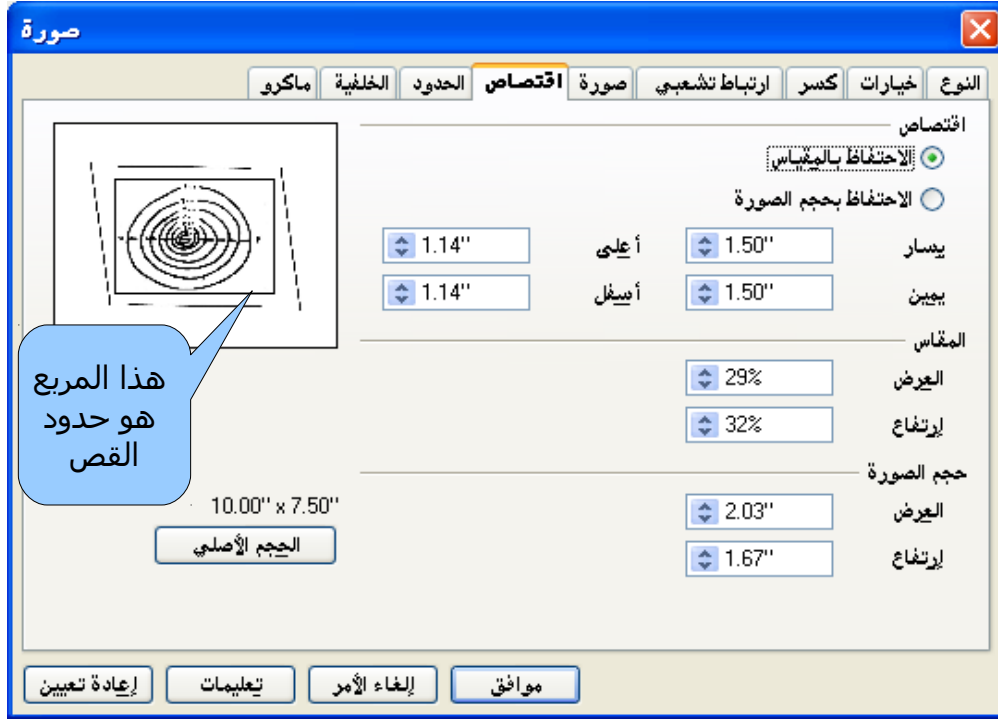 صورة
النوع خيارات كسر ارتباط تشعبي صورة اقتصاص الحدود الخلفية ماكرو
اقتصاص
الاحتفاظ بالمقياس
الاحتفاظ بحجم الصورة
يسار 1.50'' أعلى 1.14''
يمين 1.50'' أسفل 1.14''
المقاس
العرض 29%
إرتفاع 32%
حجم الصورة
العرض 2.03''
إرتفاع 1.67''
10.00'' x 7.50''
الحجم الأصلي
هذا المربع
هو حدود
القص
موافق إلغاء الأمر تعليمات إعادة تعيين